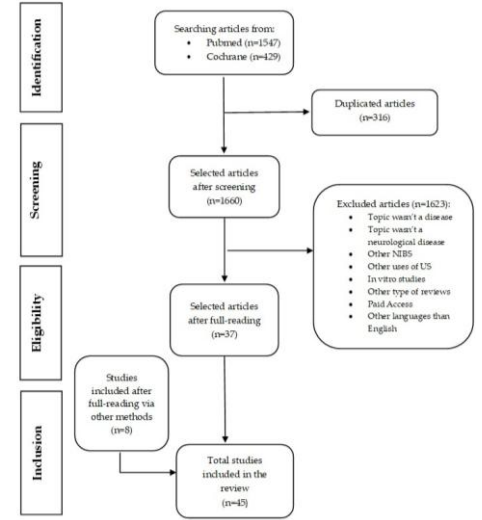 Identification
Searching articles from:
• Pubmed (n=1547)
• Cochrane (n=429)
Duplicated articles
(n=316)
Screening
Selected articles
after screening
(n=1660)
Excluded articles (n=1623):
• Topic wasn't a disease
• Topic wasn't a
neurological disease
• Other NIBS
• Other uses of US
• In vitro studies
• Other type of reviews
• Paid Access
• Other languages than
English
Eligibility
Selected articles
after full-reading
(n=37)
Studies
included after
full-reading via
other methods
(n=8)
Inclusion
Total studies
included in the
review
(n=45)